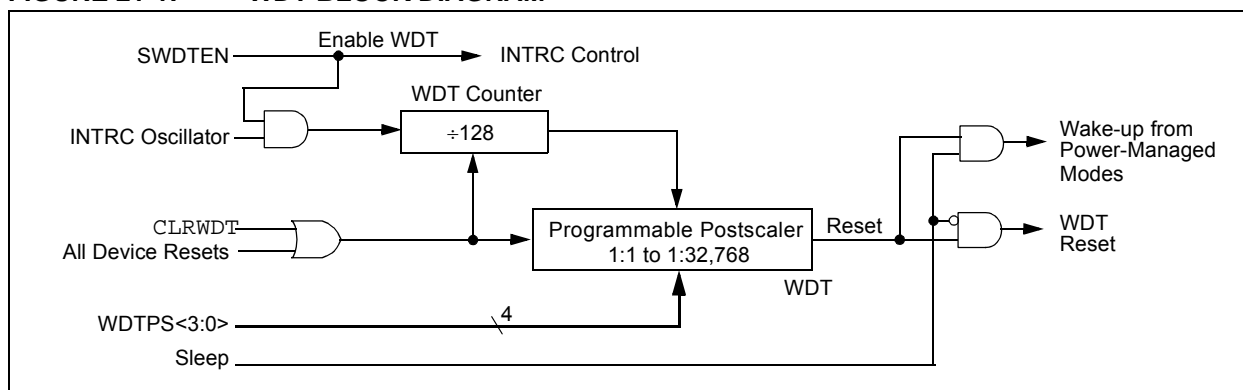 Enable WDT
SWDTEN
INTRC Control
WDT Counter
INTRC Oscillator
÷128
Wake-up from
Power-Managed
Modes
CLRWDT
All Device Resets
Programmable Postscaler
1:1 to 1:32,768
Reset
WDT
Reset
WDT
4
WDTPS<3:0>
Sleep